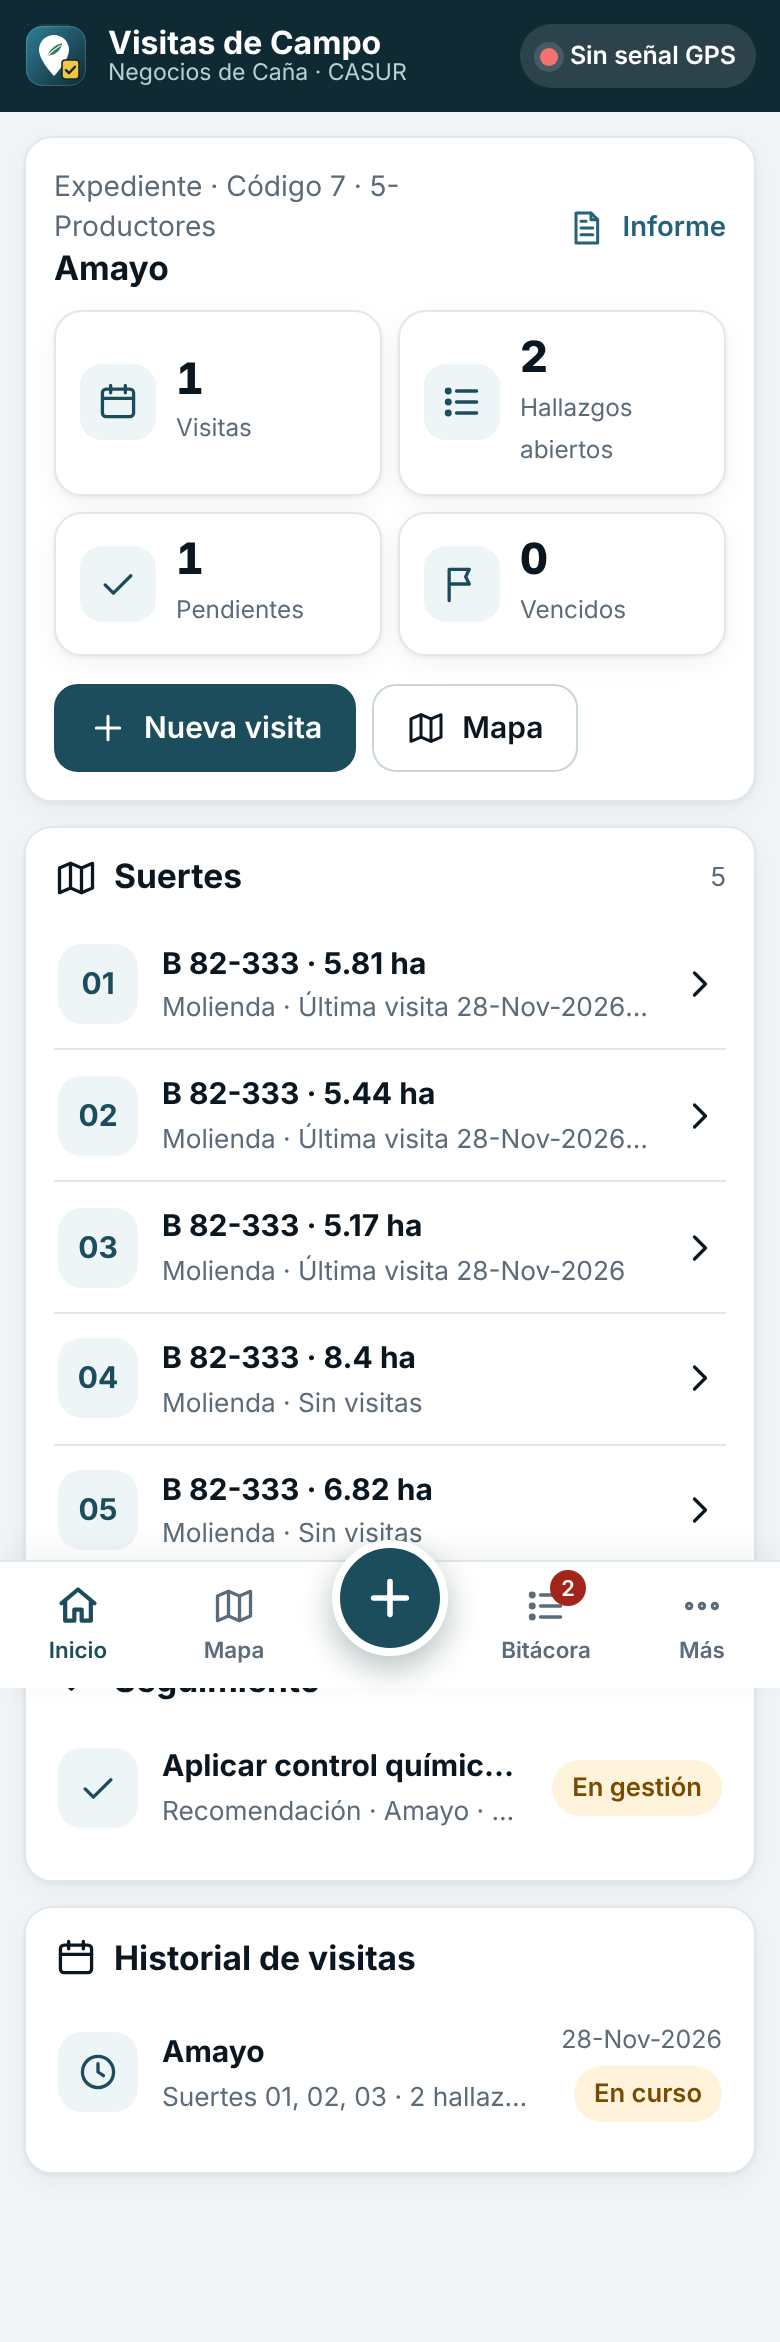 Visitas de Campo
Negocios de Caña · CASUR
Sin señal GPS
Expediente · Código 7 · 5-
Productores
Amayo
Informe
1
Visitas
2
Hallazgos
abiertos
1
Pendientes
0
Vencidos
Nueva visita
Mapa
Suertes
5
01
B 82-333 · 5.81 ha
Molienda · Última visita 28-Nov-2026...
02
B 82-333 · 5.44 ha
Molienda · Última visita 28-Nov-2026...
03
B 82-333 · 5.17 ha
Molienda · Última visita 28-Nov-2026
04
B 82-333 · 8.4 ha
Molienda · Sin visitas
05
B 82-333 · 6.82 ha
Molienda · Sin visitas
Inicio
Mapa
2
Bitácora
Más
Seguimiento
Aplicar control químic...
Recomendación · Amayo · ...
En gestión
Historial de visitas
Amayo
Suertes 01, 02, 03 · 2 hallaz...
28-Nov-2026
En curso